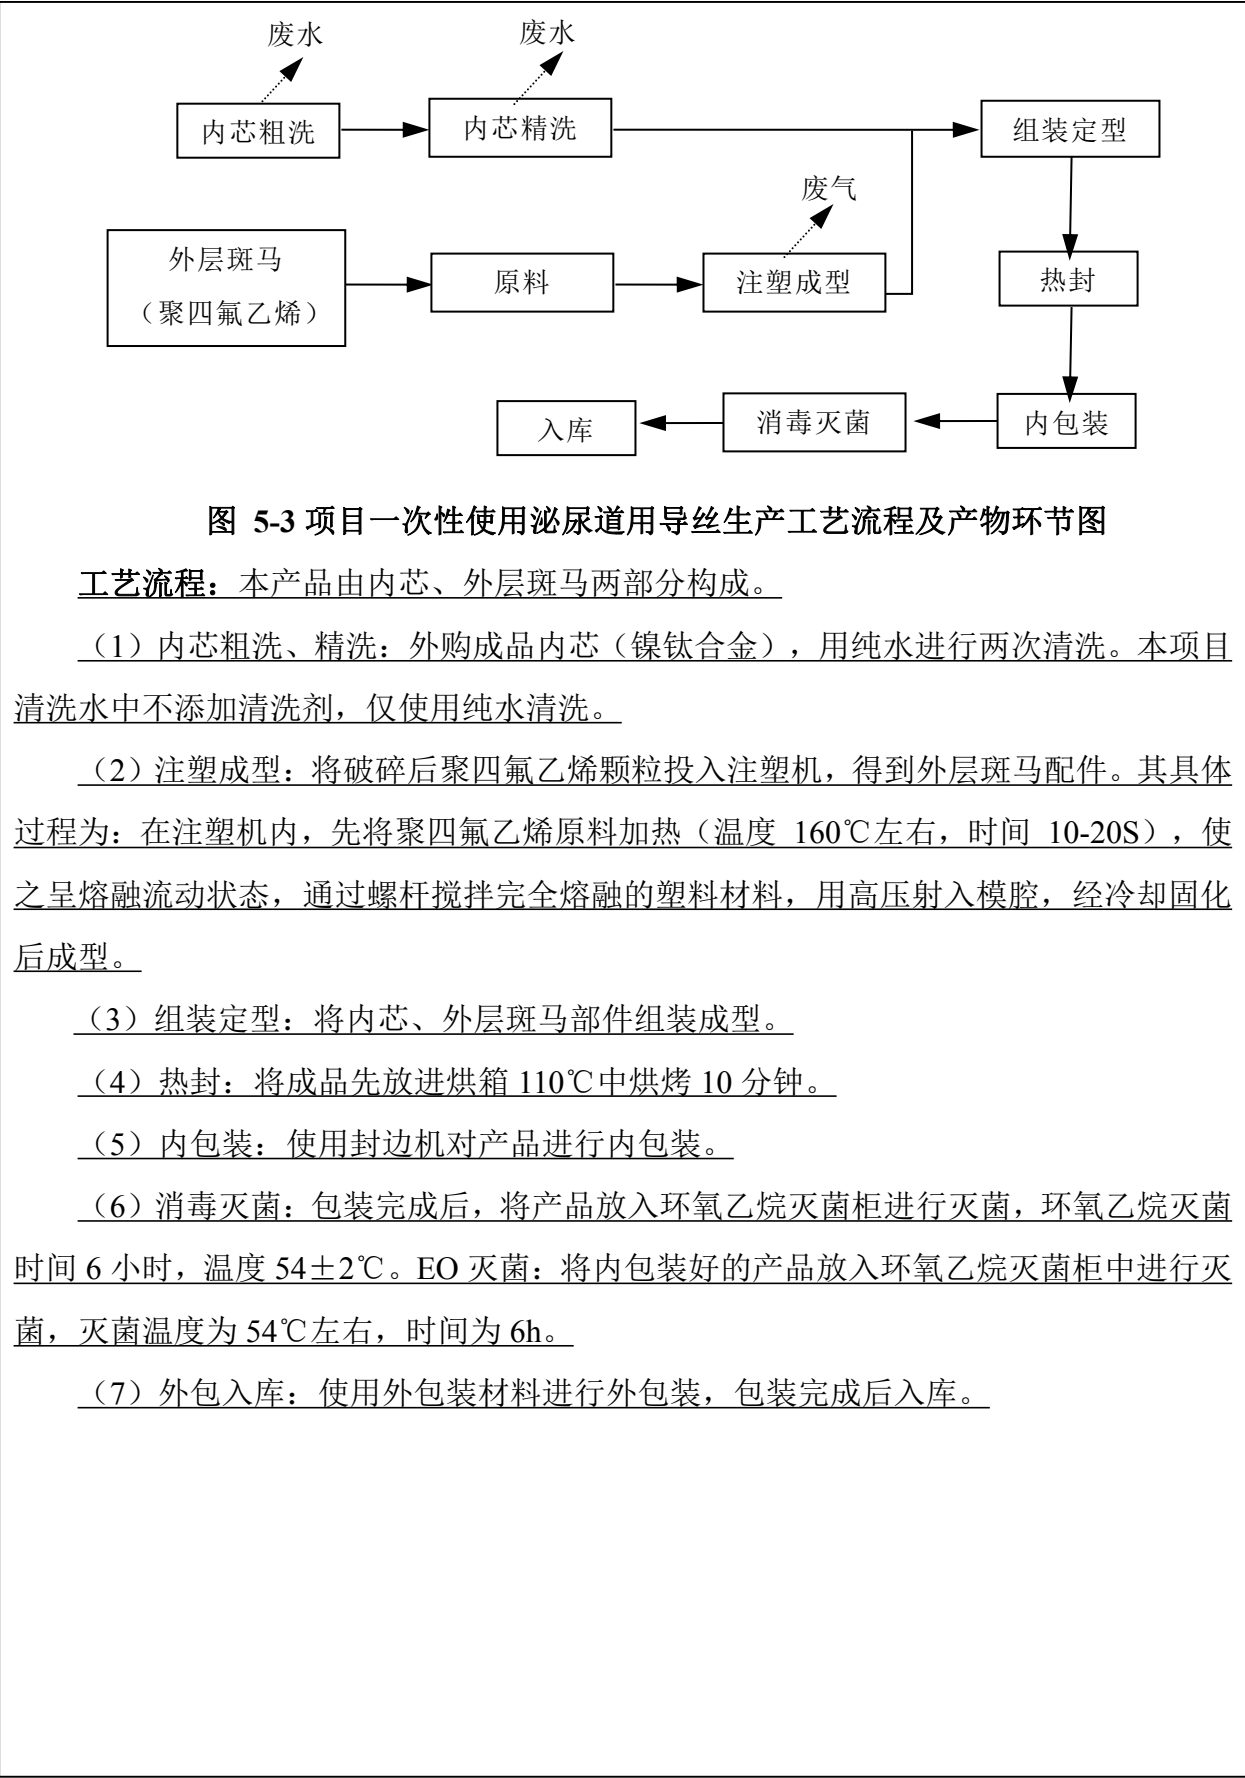 废水
废水
内芯粗洗
内芯精洗
组装定型
废气
外层斑马
（聚四氟乙烯）
原料
注塑成型
热封
入库
消毒灭菌
内包装
图 5-3 项目一次性使用泌尿道用导丝生产工艺流程及产物环节图
工艺流程：本产品由内芯、外层斑马两部分构成。
（1）内芯粗洗、精洗：外购成品内芯（镍钛合金），用纯水进行两次清洗。本项目
清洗水中不添加清洗剂，仅使用纯水清洗。
（2）注塑成型：将破碎后聚四氟乙烯颗粒投入注塑机，得到外层斑马配件。其具体
过程为：在注塑机内，先将聚四氟乙烯原料加热（温度 160℃左右，时间 10-20S），使
之呈熔融流动状态，通过螺杆搅拌完全熔融的塑料材料，用高压射入模腔，经冷却固化
后成型。
（3）组装定型：将内芯、外层斑马部件组装成型。
（4）热封：将成品先放进烘箱 110℃中烘烤 10 分钟。
（5）内包装：使用封边机对产品进行内包装。
（6）消毒灭菌：包装完成后，将产品放入环氧乙烷灭菌柜进行灭菌，环氧乙烷灭菌
时间 6 小时，温度 54±2℃。EO 灭菌：将内包装好的产品放入环氧乙烷灭菌柜中进行灭
菌，灭菌温度为 54℃左右，时间为 6h。
（7）外包入库：使用外包装材料进行外包装，包装完成后入库。